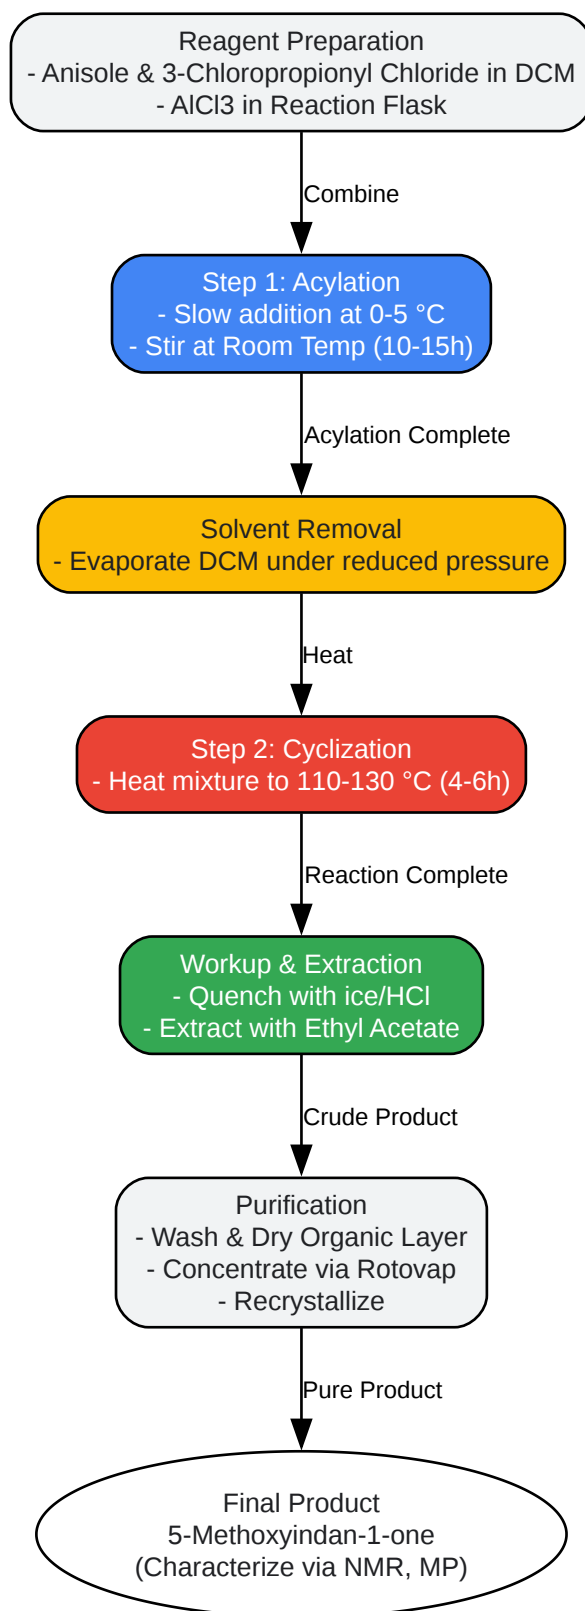 Reagent Preparation
- Anisole & 3-Chloropropionyl Chloride in DCM
- AlCl3 in Reaction Flask
Combine
Step 1: Acylation
- Slow addition at 0-5 °C
- Stir at Room Temp (10-15h)
Acylation Complete
Solvent Removal
- Evaporate DCM under reduced pressure
Heat
Step 2: Cyclization
- Heat mixture to 110-130 °C (4-6h)
Reaction Complete
Workup & Extraction
- Quench with ice/HCl
- Extract with Ethyl Acetate
Crude Product
Purification
- Wash & Dry Organic Layer
- Concentrate via Rotovap
- Recrystallize
Pure Product
Final Product
5-Methoxyindan-1-one
(Characterize via NMR, MP)